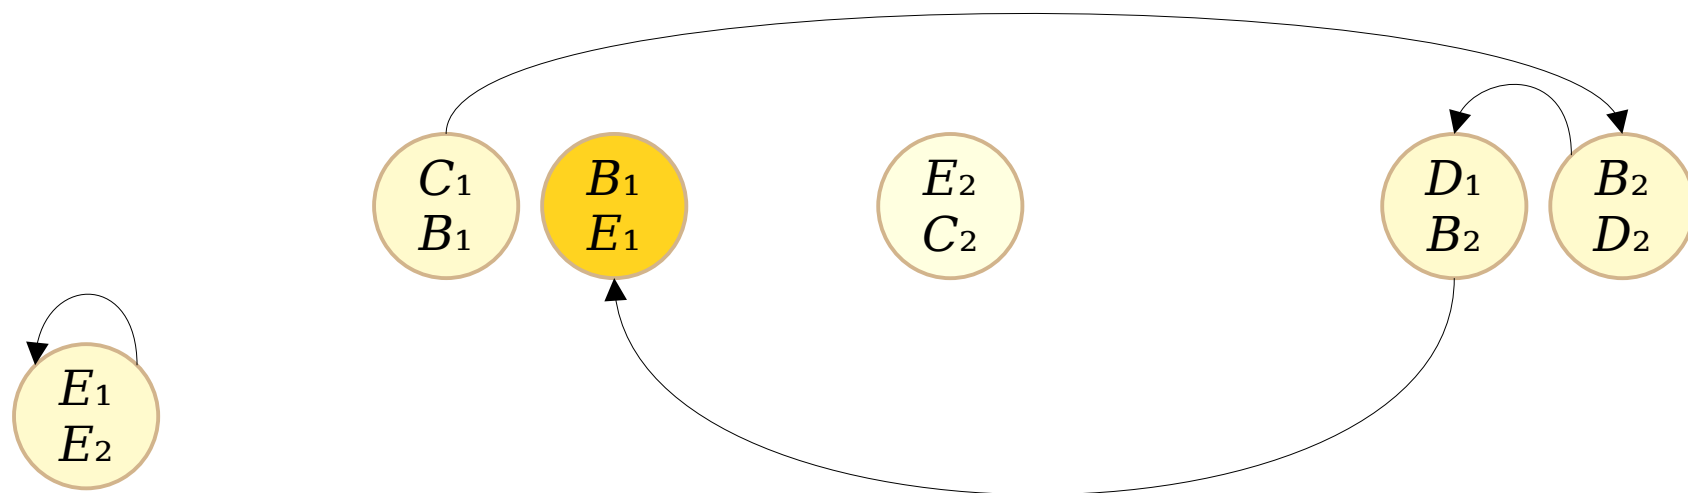 C₁
B₁
B₁
E₁
E₂
C₂
D₁
B₂
B₂
D₂
E₁
E₂